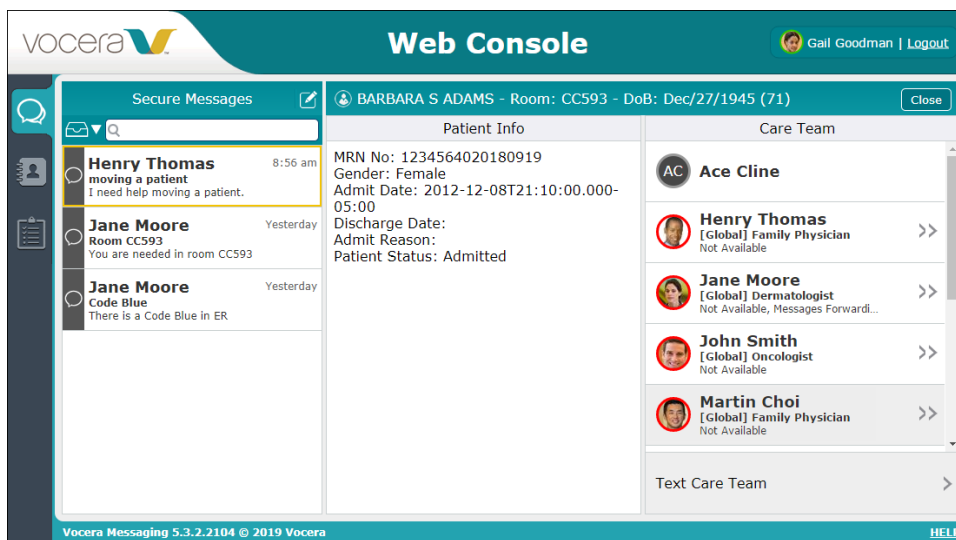 vocera
Web Console
Gail Goodman | Logout
Secure Messages
BARBARA S ADAMS - Room: CC593 - DoB: Dec/27/1945 (71)
Close
Henry Thomas 8:56 am
moving a patient
I need help moving a patient.
Jane Moore Yesterday
Room CC593
You are needed in room CC593
Jane Moore Yesterday
Code Blue
There is a Code Blue in ER
Patient Info
MRN No: 1234564020180919
Gender: Female
Admit Date: 2012-12-08T21:10:00.000-
05:00
Discharge Date:
Admit Reason:
Patient Status: Admitted
Care Team
AC Ace Cline
Henry Thomas
[Global] Family Physician
Not Available
Jane Moore
[Global] Dermatologist
Not Available, Messages Forwardi...
John Smith
[Global] Oncologist
Not Available
Martin Choi
[Global] Family Physician
Not Available
Text Care Team
Vocera Messaging 5.3.2.2104 © 2019 Vocera
HELP